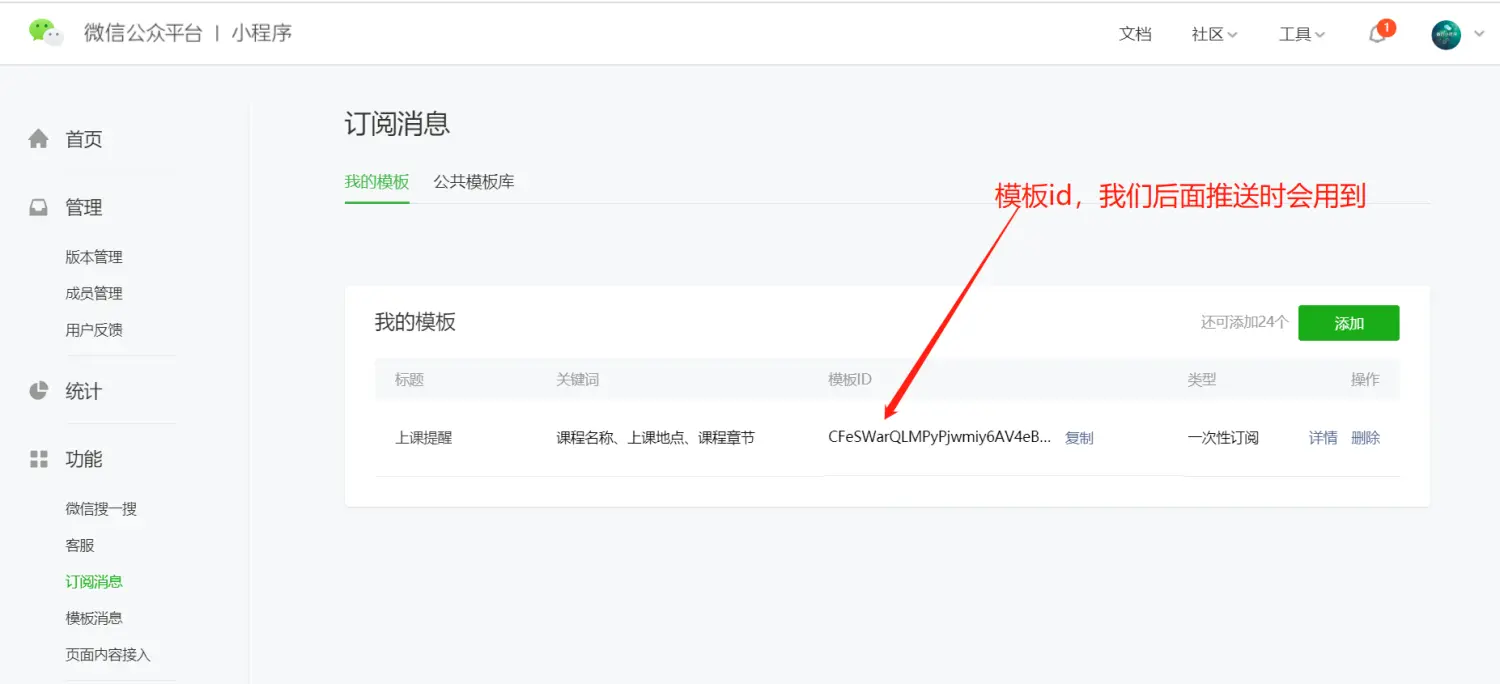 微信公众平台 | 小程序
文档 社区 工具 1
首页
管理
版本管理
成员管理
用户反馈
统计
功能
微信搜一搜
客服
订阅消息
模板消息
页面内容接入
订阅消息
我的模板 公共模板库
模板id，我们后面推送时会用到
我的模板 还可添加24个 添加
标题 关键词 模板ID 类型 操作
上课提醒 课程名称、上课地点、课程章节 CFeSWarQLMPyPjwmiy6AV4eB... 复制 一次性订阅 详情 删除